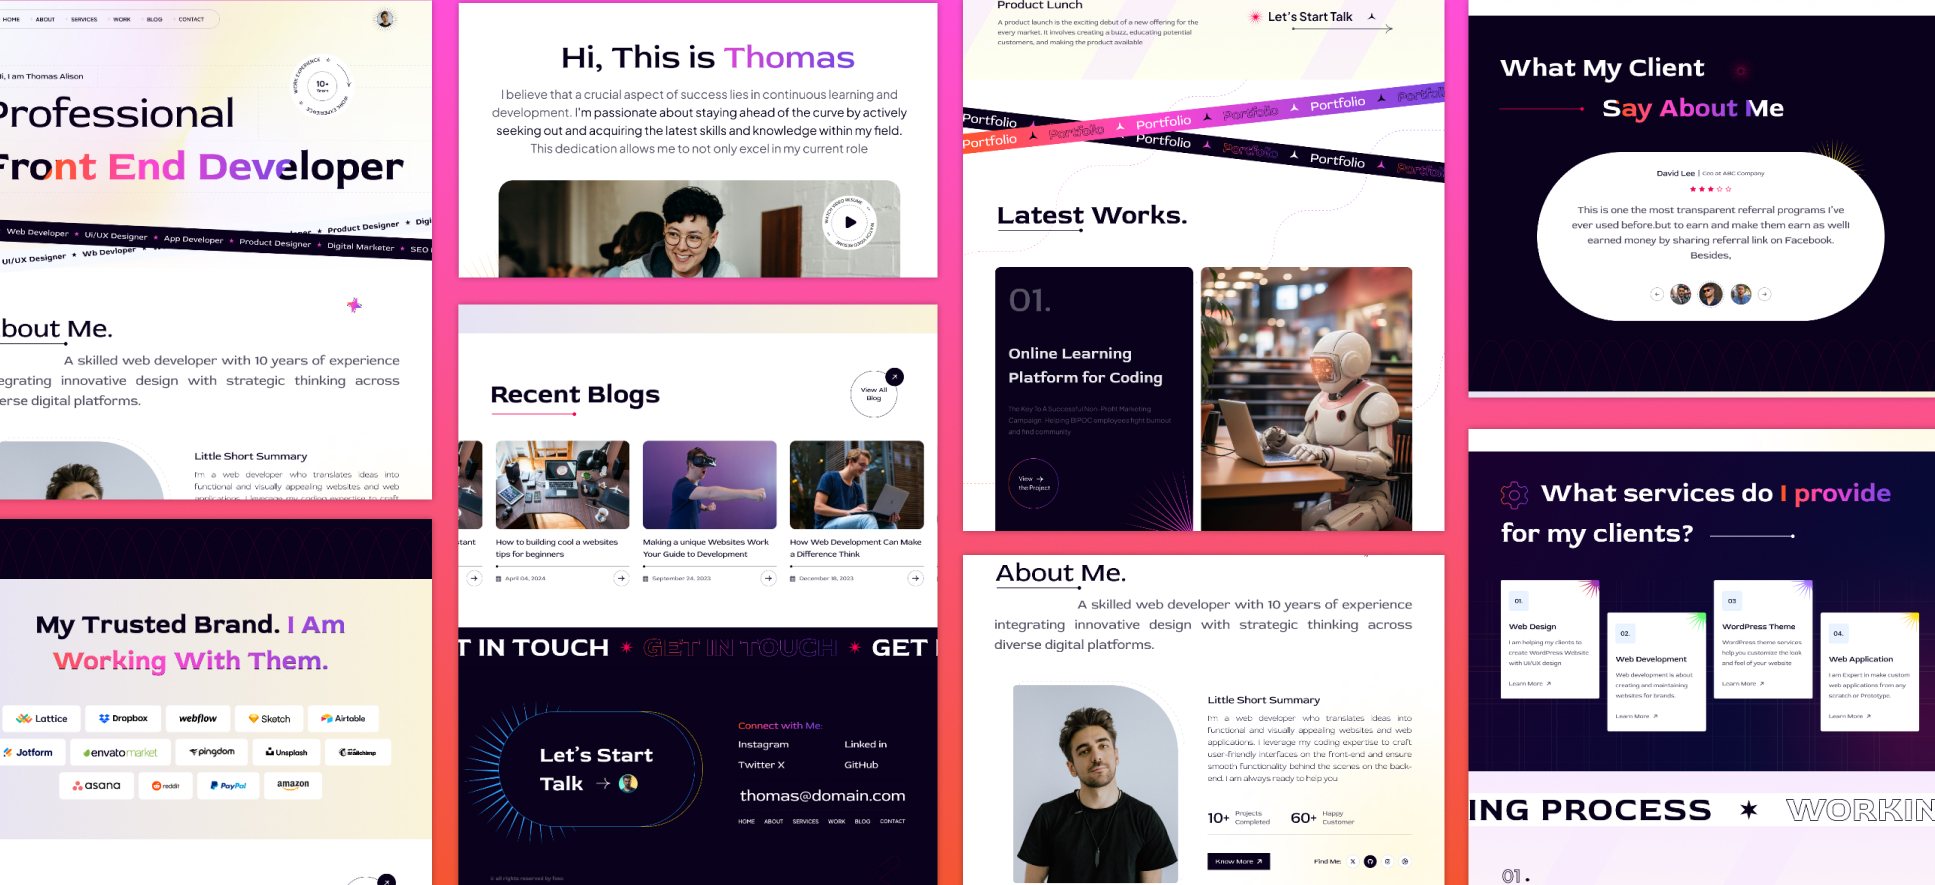 HOME ABOUT SERVICES WORK BLOG CONTACT
WORK EXPERIENCE
WORK EXPERIENCE
10+
Years
Hi, I am Thomas Alison
Professional
Front End Developer
Product Designer ★ Digi
Web Developer ★ Ui/UX Designer ★ App Developer ★ Product Designer ★ Digital Marketer ★ SEO
UI/UX Designer ★ Wb Devloper
bout Me.
A skilled web developer with 10 years of experience
egrating innovative design with strategic thinking across
erse digital platforms.
Little Short Summary
I'm a web developer who translates ideas into
functional and visually appealing websites and web
applications. I leverage my coding expertise to craft
My Trusted Brand. I Am
Working With Them.
Lattice Dropbox webflow Sketch Airtable
Jotform envato market pingdom Unsplash mailchimp
asana reddit PayPal amazon
Hi, This is Thomas
I believe that a crucial aspect of success lies in continuous learning and
development. I'm passionate about staying ahead of the curve by actively
seeking out and acquiring the latest skills and knowledge within my field.
This dedication allows me to not only excel in my current role
WATCH VIDEO RESUME
WATCH VIDEO RESUME
Recent Blogs
View All
Blog
tant
How to building cool a websites
tips for beginners
April 04, 2024
Making a unique Websites Work
Your Guide to Development
September 24, 2023
How Web Development Can Make
a Difference Think
December 16, 2023
T IN TOUCH ✷ GET IN TOUCH ✷ GET I
Let's Start
Talk
Connect with Me:
Instagram Linked in
Twitter X GitHub
thomas@domain.com
HOME ABOUT SERVICES WORK BLOG CONTACT
© all rights reserved by
Product Lunch
A product launch is the exciting debut of a new offering for the
every market. It involves creating a buzz, educating potential
customers, and making the product available
Let's Start Talk
Portfolio Portfolio Portfolio Portfolio Portfolio
Portfolio Portfolio Portfolio Portfolio Portfolio
Latest Works.
01.
Online Learning
Platform for Coding
The Key To A Successful Non- Profit Marketing
Campaign. Helping BIPOC employees fight burnout
and find community
View
the Project
About Me.
A skilled web developer with 10 years of experience
integrating innovative design with strategic thinking across
diverse digital platforms.
Little Short Summary
I'm a web developer who translates ideas into
functional and visually appealing websites and web
applications. I leverage my coding expertise to craft
user-friendly interfaces on the front-end and ensure
smooth functionality behind the scenes on the back-
end. I am always ready to help you
10+ Projects
Completed
60+ Happy
Customer
Know More
Find Me:
What My Client
Say About Me
David Lee | Ceo at ABC Company
This is one the most transparent referral programs I've
ever used before.but to earn and make them earn as well!
earned money by sharing referral link on Facebook.
Besides,
What services do I provide
for my clients?
01.
Web Design
I am helping my clients to
create WordPress Website
with UI/UX design
Learn More
02.
Web Development
Web development is about
creating and maintaining
websites for brands.
Learn More
03
WordPress Theme
WordPress theme services
help you customize the look
and feel of your website
Learn More
04.
Web Application
I am Expert in make custom
web applications from any
scratch or Prototype.
Learn More
ING PROCESS ✷ WORKIN
01.